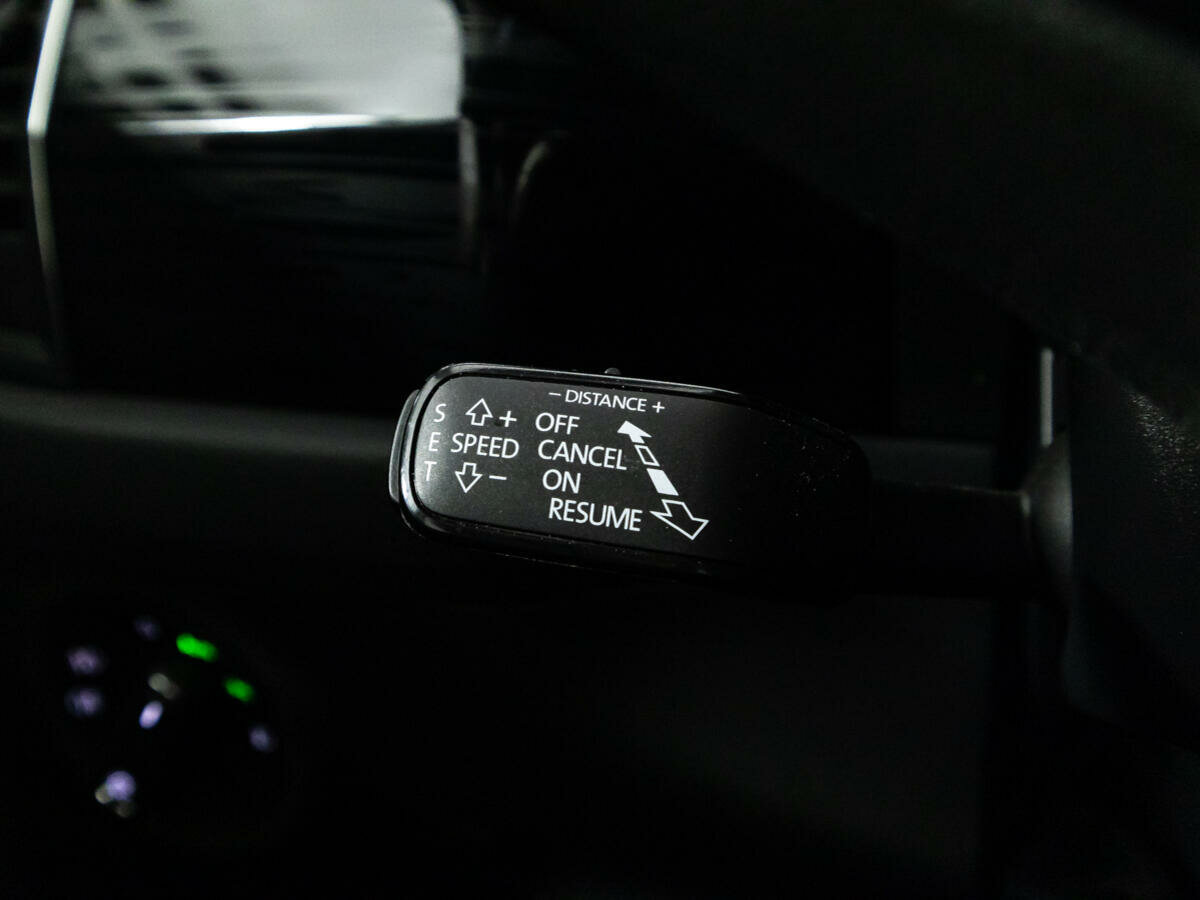 − DISTANCE +
S + OFF
E SPEED CANCEL
T − ON
RESUME